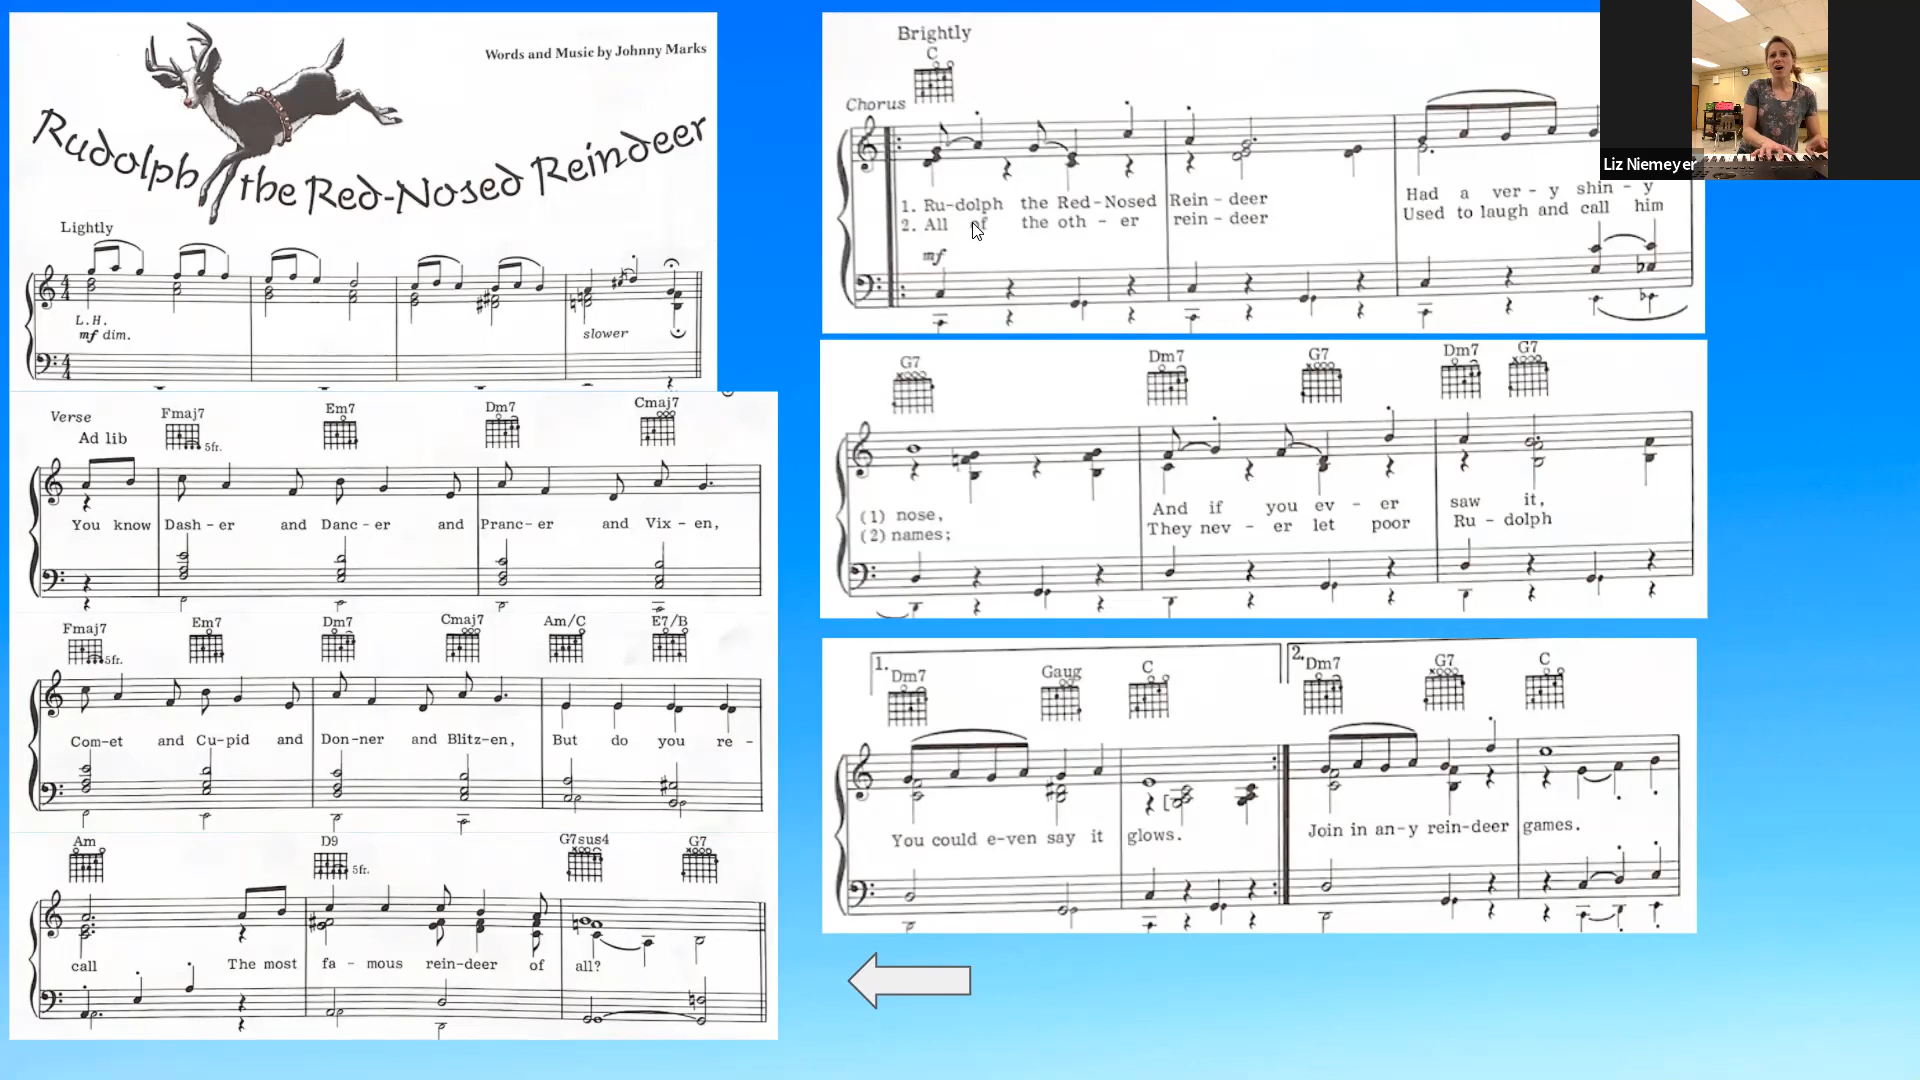 Words and Music by Johnny Marks
Rudolph the Red-Nosed Reindeer
Lightly
L.H.
mf dim.
slower
Verse
Ad lib
Fmaj7 Em7 Dm7 Cmaj7
5fr.
You know Dash-er and Danc-er and Pranc-er and Vix-en,
Fmaj7 Em7 Dm7 Cmaj7 Am/C E7/B
5fr.
Com-et and Cu-pid and Don-ner and Blitz-en, But do you re-
Am D9 G7sus4 G7
5fr.
call The most fa-mous rein-deer of all?
Brightly
C
Chorus
1. Ru-dolph the Red-Nosed Rein-deer Had a ver-y shin-y
2. All of the oth-er rein-deer Used to laugh and call him
mf
G7 Dm7 G7 Dm7 G7
(1) nose, And if you ev-er saw it,
(2) names; They nev-er let poor Ru-dolph
1. Dm7 Gaug C 2. Dm7 G7 C
You could e-ven say it glows. Join in an-y rein-deer games.
Liz Niemeyer